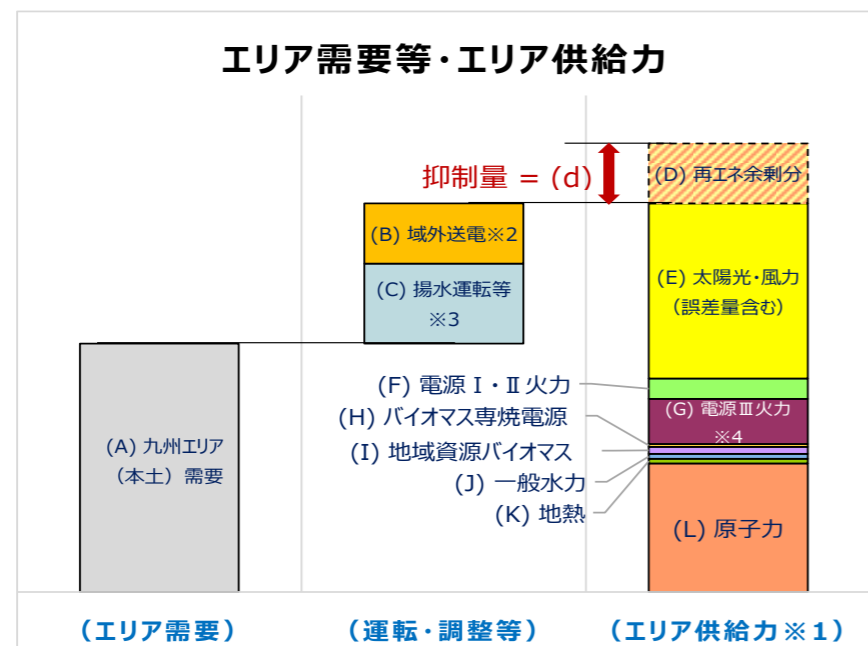 エリア需要等・エリア供給力
抑制量 = (d)
(D) 再エネ余剰分
(B) 域外送電※2
(C) 揚水運転等
※3
(E) 太陽光・風力
（誤差量含む）
(A) 九州エリア
（本土）需要
(F) 電源Ⅰ・Ⅱ火力
(G) 電源Ⅲ火力
※4
(H) バイオマス専焼電源
(I) 地域資源バイオマス
(J) 一般水力
(K) 地熱
(L) 原子力
（エリア需要）
（運転・調整等）
（エリア供給力※1）